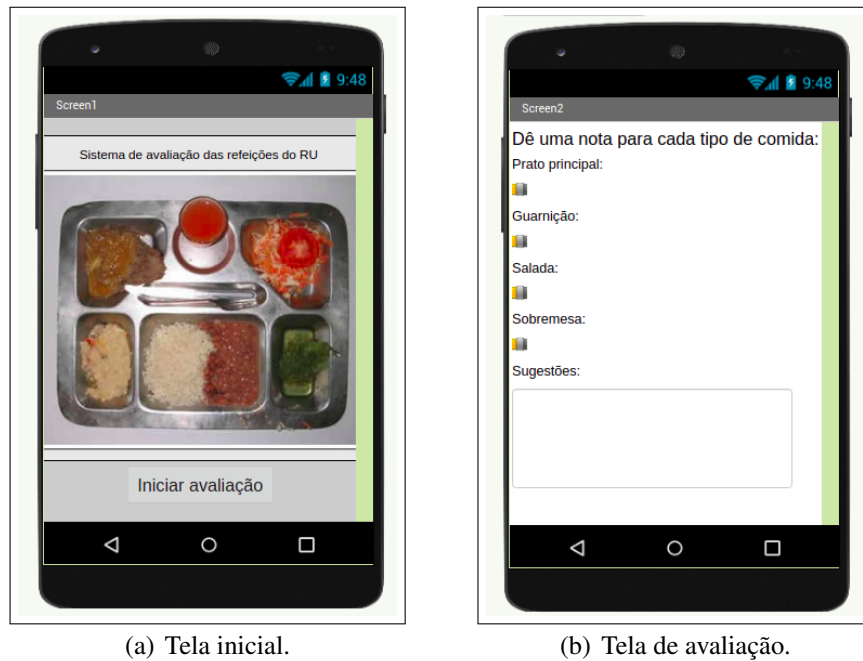 9:48
Screen1
Sistema de avaliação das refeições do RU
Iniciar avaliação
(a) Tela inicial.
9:48
Screen2
Dê uma nota para cada tipo de comida:
Prato principal:
Guarnição:
Salada:
Sobremesa:
Sugestões:
(b) Tela de avaliação.